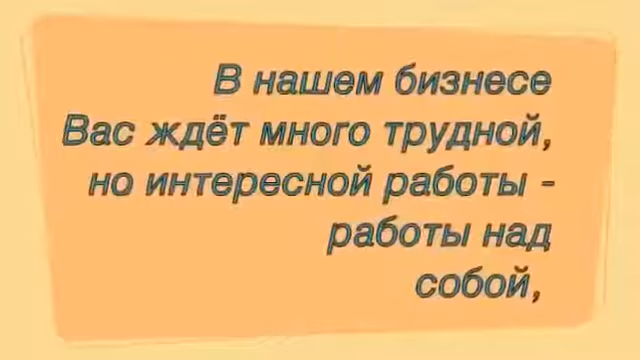 В нашем бизнесе
Вас ждёт много трудной,
но интересной работы -
работы над
собой,